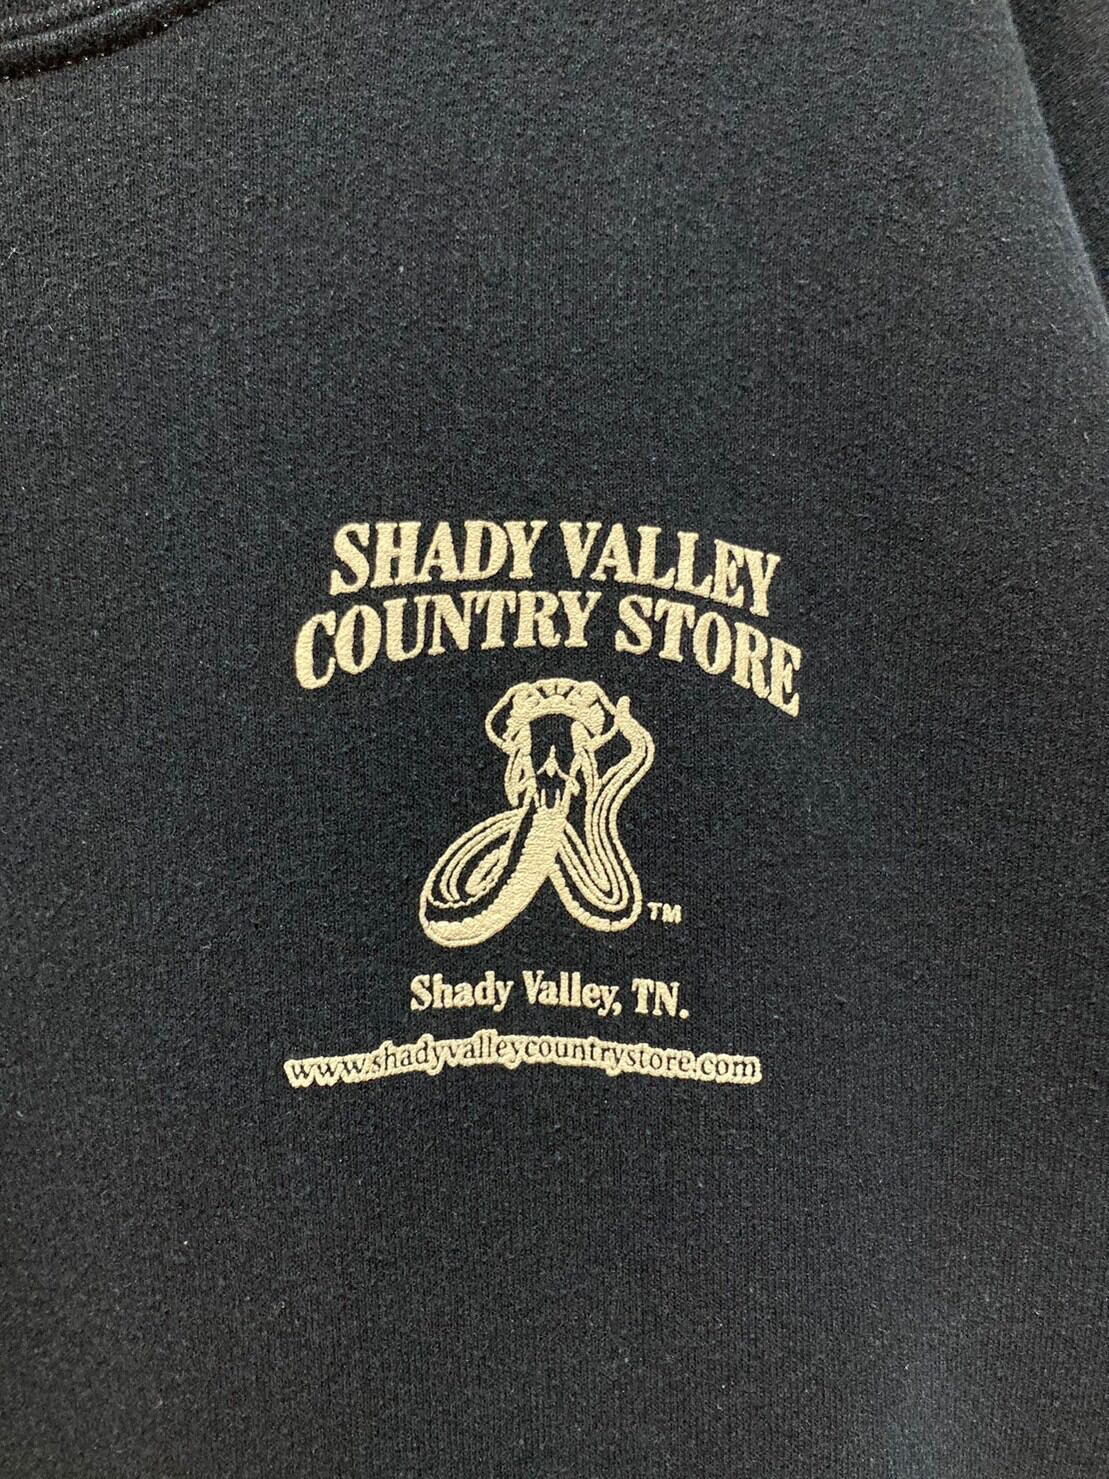 SHADY VALLEY
COUNTRY STORE
TM
Shady Valley, TN.
www.shadyvalleycountrystore.com